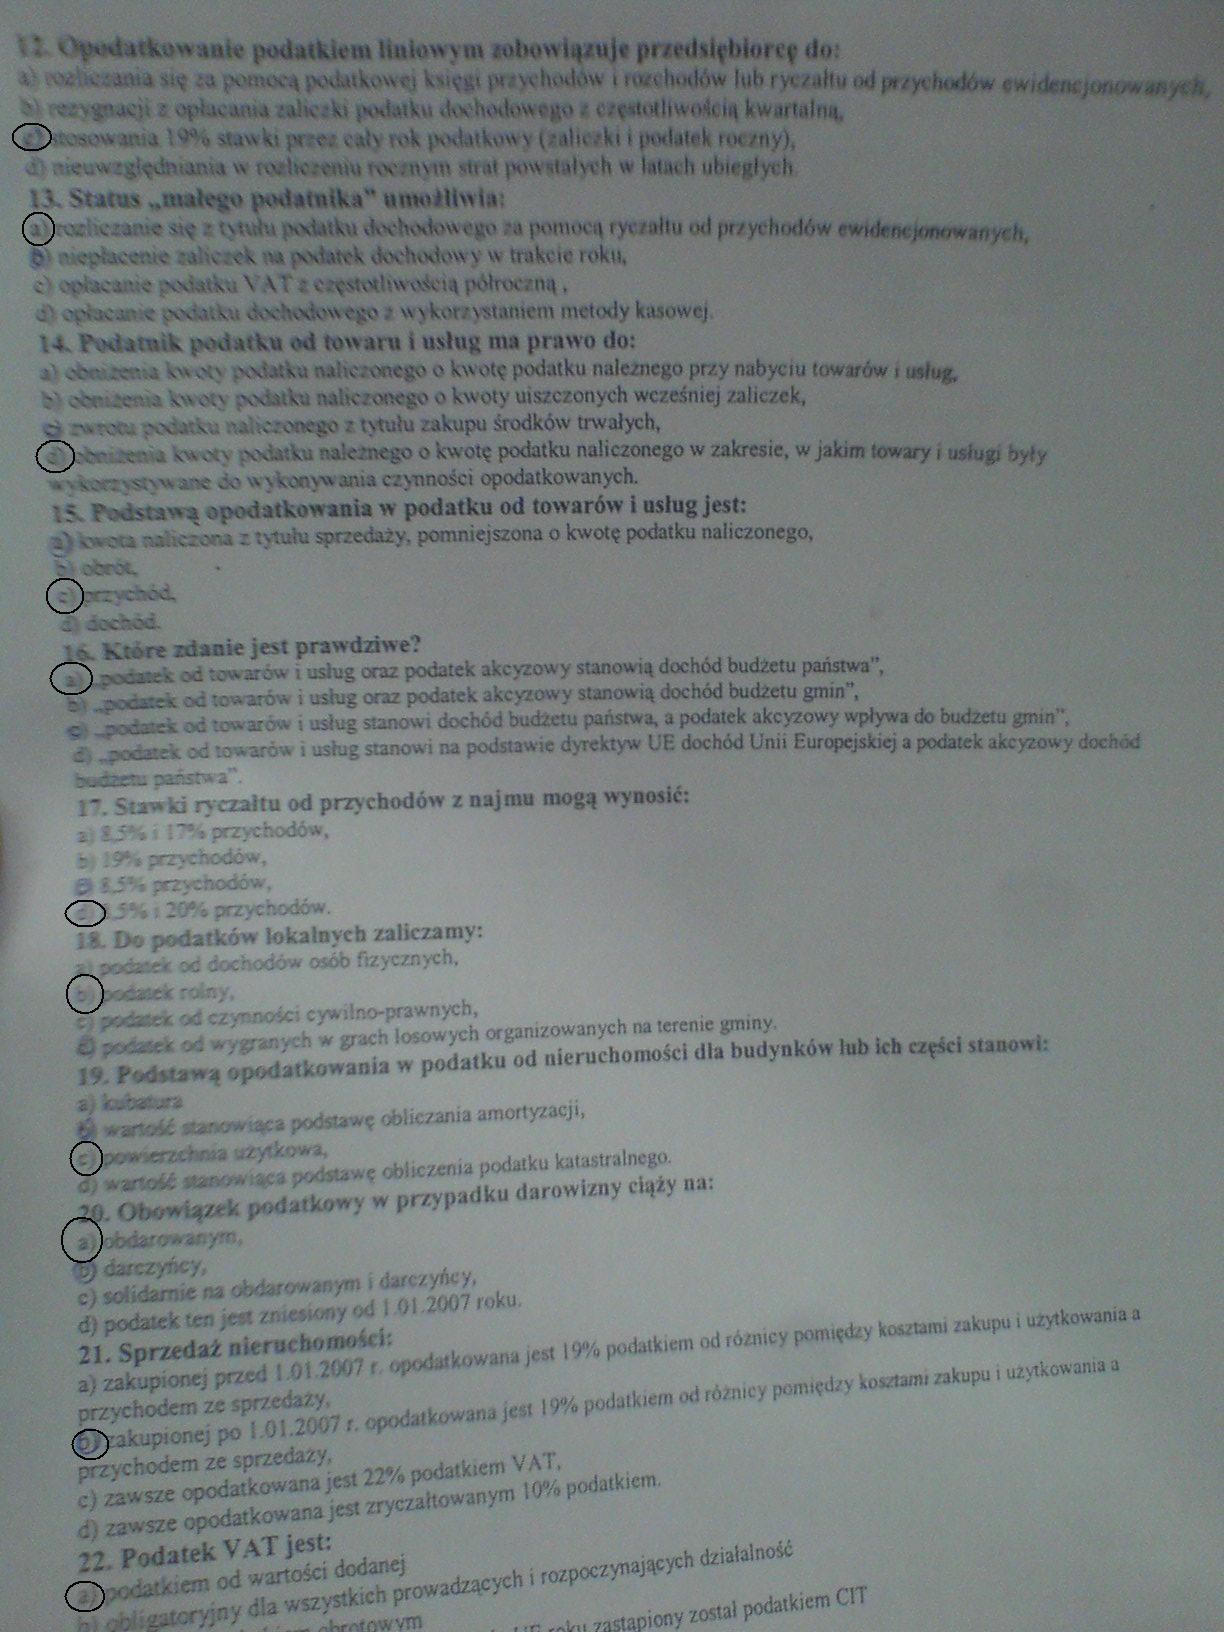 12. Opodatkowanie podatkiem liniowym zobowiązuje przedsiębiorcę do:
a) rozliczania się za pomocą podatkowej księgi przychodów i rozchodów lub ryczałtu od przychodów ewidencjonowanych,
b) rezygnacji z opłacania zaliczki podatku dochodowego z częstotliwością kwartalną,
c) stosowania 19% stawki przez cały rok podatkowy (zaliczki i podatek roczny),
d) nieuwzględniania w rozliczeniu rocznym strat powstałych w latach ubiegłych.
13. Status „małego podatnika" umożliwia:
a) rozliczanie się z tytułu podatku dochodowego za pomocą ryczałtu od przychodów ewidencjonowanych,
b) niepłacenie zaliczek na podatek dochodowy w trakcie roku,
c) opłacanie podatku VAT z częstotliwością półroczną ,
d) opłacanie podatku dochodowego z wykorzystaniem metody kasowej.
14. Podatnik podatku od towaru i usług ma prawo do:
a) obniżenia kwoty podatku naliczonego o kwotę podatku należnego przy nabyciu towarów i usług,
b) obniżenia kwoty podatku naliczonego o kwoty uiszczonych wcześniej zaliczek,
c) zwrotu podatku naliczonego z tytułu zakupu środków trwałych,
d) obniżenia kwoty podatku należnego o kwotę podatku naliczonego w zakresie, w jakim towary i usługi były
wykorzystywane do wykonywania czynności opodatkowanych.
15. Podstawą opodatkowania w podatku od towarów i usług jest:
a) kwota naliczona z tytułu sprzedaży, pomniejszona o kwotę podatku naliczonego,
b) obrót,
c) przychód,
d) dochód.
16. Które zdanie jest prawdziwe?
a) „podatek od towarów i usług oraz podatek akcyzowy stanowią dochód budżetu państwa",
b) „podatek od towarów i usług oraz podatek akcyzowy stanowią dochód budżetu gmin",
c) „podatek od towarów i usług stanowi dochód budżetu państwa, a podatek akcyzowy wpływa do budżetu gmin",
d) „podatek od towarów i usług stanowi na podstawie dyrektyw UE dochód Unii Europejskiej a podatek akcyzowy dochód
budżetu państwa".
17. Stawki ryczałtu od przychodów z najmu mogą wynosić:
a) 8,5% i 17% przychodów,
b) 19% przychodów,
c) 8,5% przychodów,
d) 8,5% i 20% przychodów.
18. Do podatków lokalnych zaliczamy:
a) podatek od dochodów osób fizycznych,
b) podatek rolny,
c) podatek od czynności cywilno-prawnych,
d) podatek od wygranych w grach losowych organizowanych na terenie gminy.
19. Podstawą opodatkowania w podatku od nieruchomości dla budynków lub ich części stanowi:
a) kubatura
b) wartość stanowiąca podstawę obliczania amortyzacji,
c) powierzchnia użytkowa,
d) wartość stanowiąca podstawę obliczenia podatku katastralnego.
20. Obowiązek podatkowy w przypadku darowizny ciąży na:
a) obdarowanym,
b) darczyńcy,
c) solidarnie na obdarowanym i darczyńcy,
d) podatek ten jest zniesiony od 1.01.2007 roku.
21. Sprzedaż nieruchomości:
a) zakupionej przed 1.01.2007 r. opodatkowana jest 19% podatkiem od różnicy pomiędzy kosztami zakupu i użytkowania a
przychodem ze sprzedaży,
b) zakupionej po 1.01.2007 r. opodatkowana jest 19% podatkiem od różnicy pomiędzy kosztami zakupu i użytkowania a
przychodem ze sprzedaży,
c) zawsze opodatkowana jest 22% podatkiem VAT,
d) zawsze opodatkowana jest zryczałtowanym 10% podatkiem.
22. Podatek VAT jest:
a) podatkiem od wartości dodanej
b) obligatoryjny dla wszystkich prowadzących i rozpoczynających działalność
obrotowym
UE roku zastąpiony został podatkiem CIT